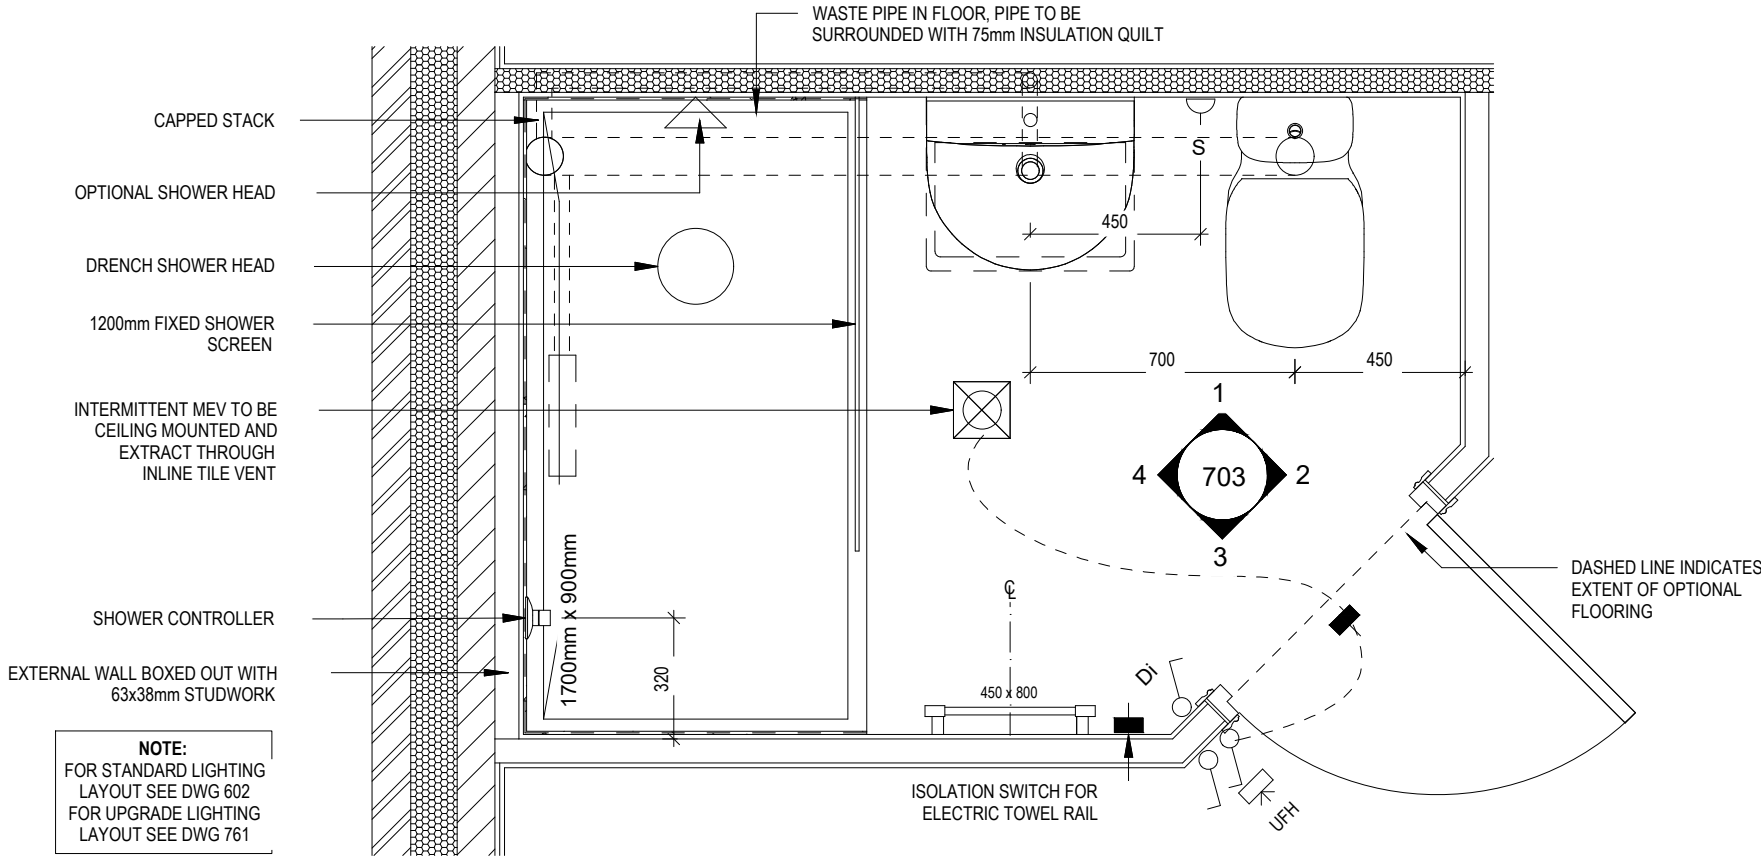 WASTE PIPE IN FLOOR, PIPE TO BE
SURROUNDED WITH 75mm INSULATION QUILT
CAPPED STACK
OPTIONAL SHOWER HEAD
DRENCH SHOWER HEAD
1200mm FIXED SHOWER
SCREEN
INTERMITTENT MEV TO BE
CEILING MOUNTED AND
EXTRACT THROUGH
INLINE TILE VENT
SHOWER CONTROLLER
EXTERNAL WALL BOXED OUT WITH
63x38mm STUDWORK
NOTE:
FOR STANDARD LIGHTING
LAYOUT SEE DWG 602
FOR UPGRADE LIGHTING
LAYOUT SEE DWG 761
1700mm x 900mm
320
S
450
700
450
1
4
703
2
3
℄
450 x 800
Di
UFH
ISOLATION SWITCH FOR
ELECTRIC TOWEL RAIL
DASHED LINE INDICATES
EXTENT OF OPTIONAL
FLOORING